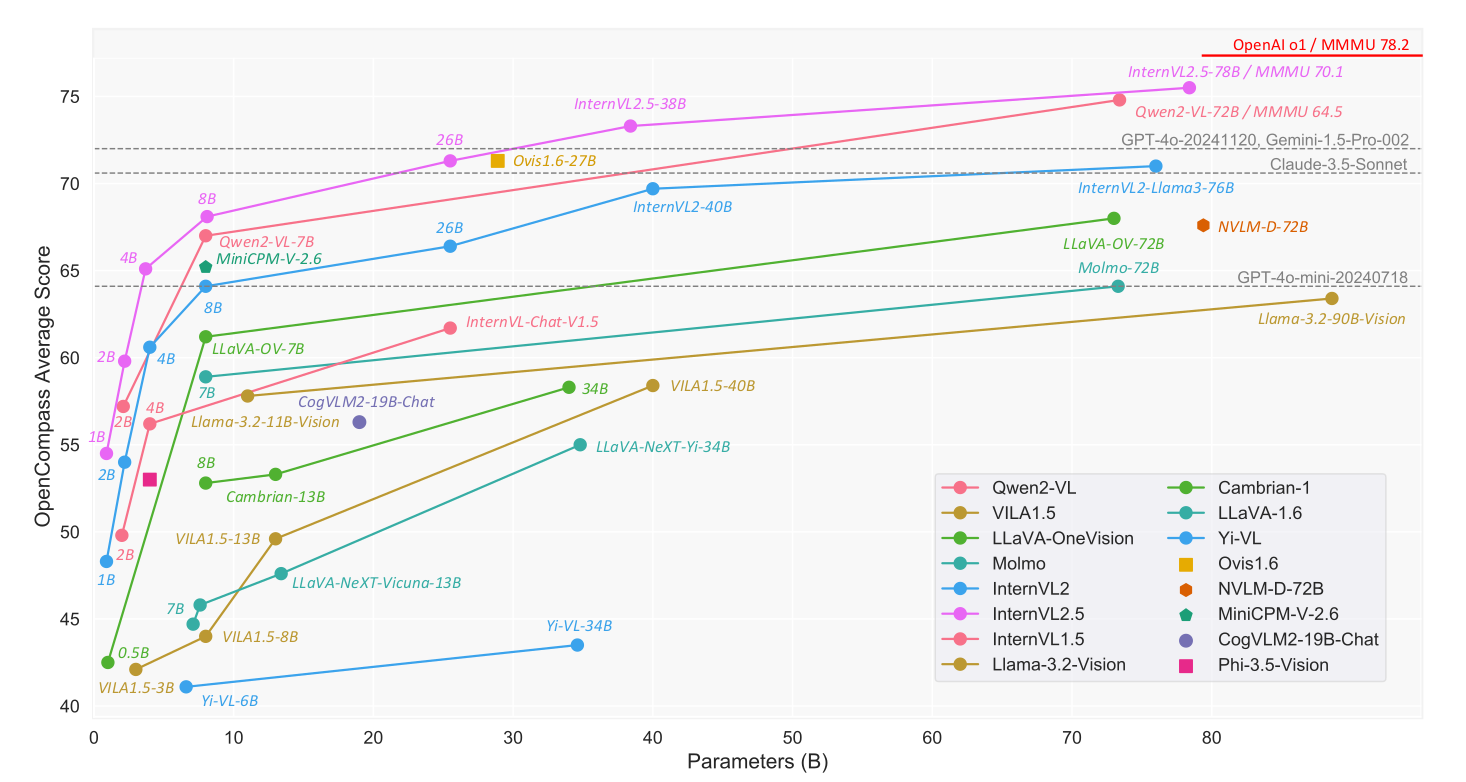 OpenAI o1 / MMMU 78.2
InternVL2.5-78B / MMMU 70.1
75
InternVL2.5-38B
Qwen2-VL-72B / MMMU 64.5
26B
GPT-4o-20241120, Gemini-1.5-Pro-002
Ovis1.6-27B
Claude-3.5-Sonnet
70
InternVL2-Llama3-76B
8B
InternVL2-40B
26B
NVLM-D-72B
Qwen2-VL-7B
LLaVA-OV-72B
4B
MiniCPM-V-2.6
Molmo-72B
65
GPT-4o-mini-20240718
8B
InternVL-Chat-V1.5
Llama-3.2-90B-Vision
LLaVA-OV-7B
2B
4B
60
7B
VILA1.5-40B
34B
CogVLM2-19B-Chat
4B
2B
Llama-3.2-11B-Vision
1B
55
LLaVA-NeXT-Yi-34B
8B
2B
Cambrian-13B
50
VILA1.5-13B
2B
1B
LLaVA-NeXT-Vicuna-13B
7B
45
VILA1.5-8B
Yi-VL-34B
0.5B
VILA1.5-3B
Yi-VL-6B
40
OpenCompass Average Score
Qwen2-VL
VILA1.5
LLaVA-OneVision
Molmo
InternVL2
InternVL2.5
InternVL1.5
Llama-3.2-Vision
Cambrian-1
LLaVA-1.6
Yi-VL
Ovis1.6
NVLM-D-72B
MiniCPM-V-2.6
CogVLM2-19B-Chat
Phi-3.5-Vision
0 10 20 30 40 50 60 70 80
Parameters (B)